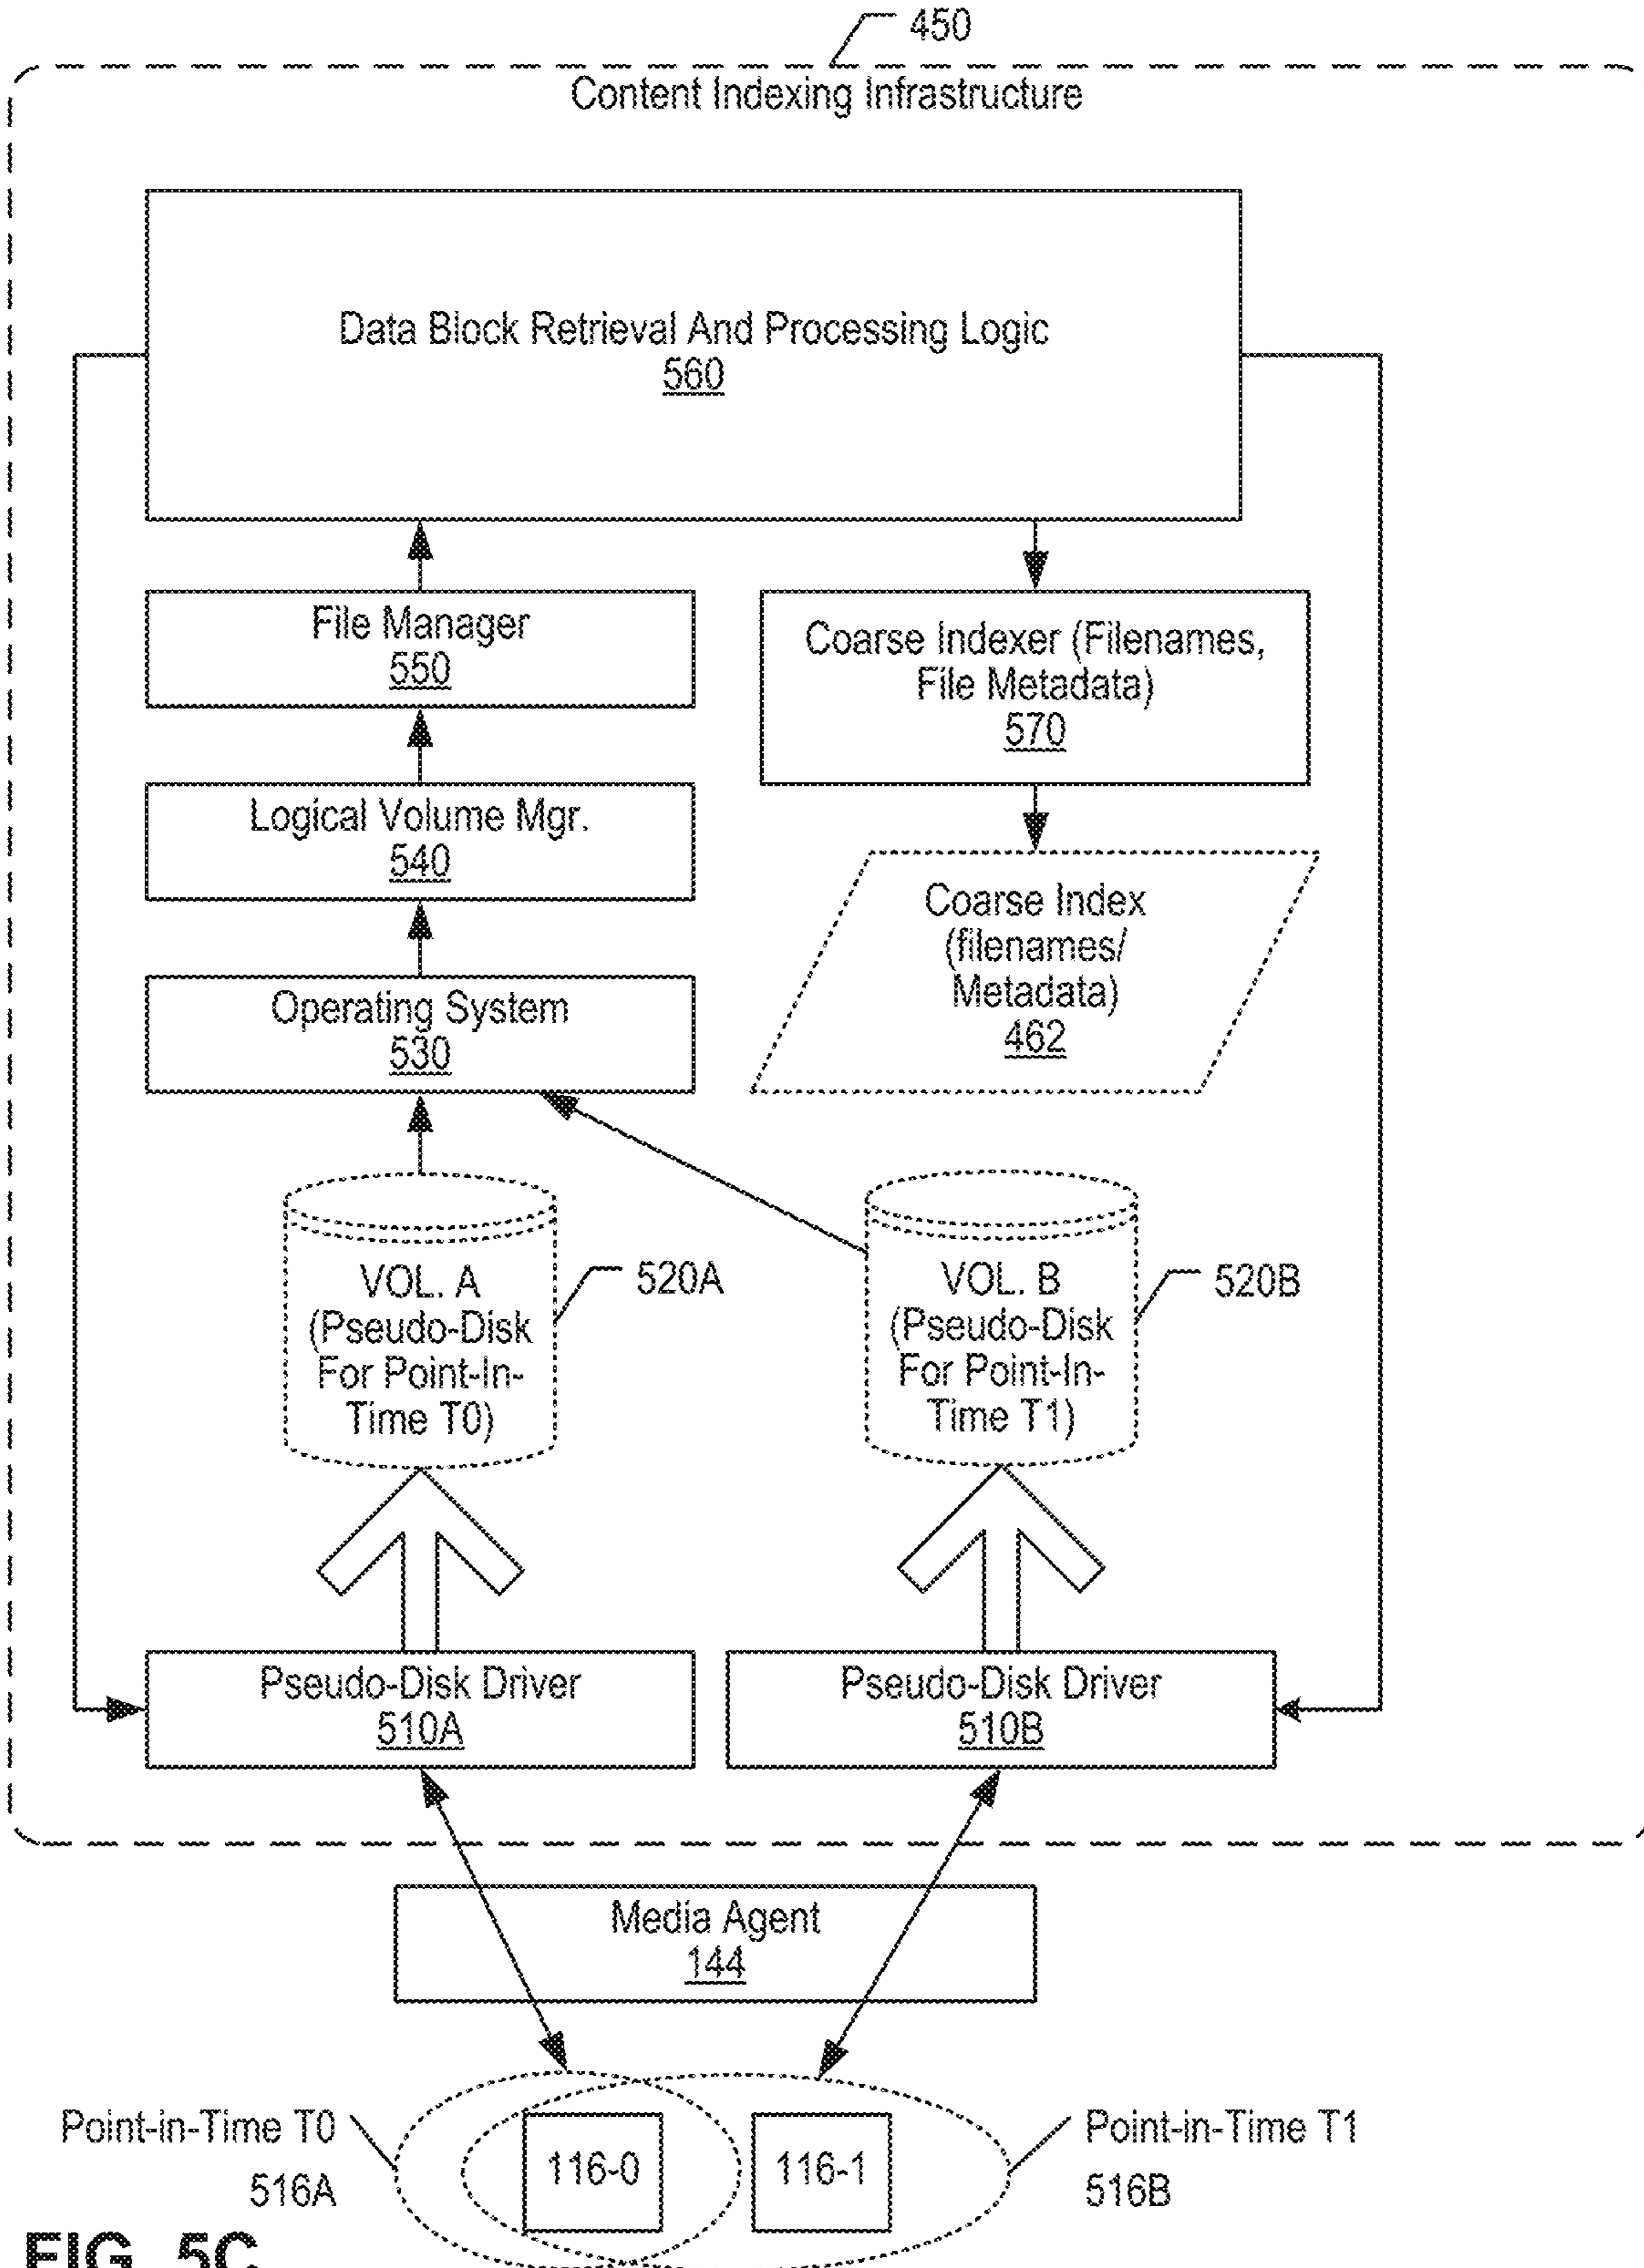 450
Content Indexing Infrastructure
Data Block Retrieval And Processing Logic
560
File Manager
550
Coarse Indexer (Filenames,
File Metadata)
570
Logical Volume Mgr.
540
Coarse Index
(filenames/
Metadata)
462
Operating System
530
VOL. A
(Pseudo-Disk
For Point-In-
Time T0)
520A
VOL. B
(Pseudo-Disk
For Point-In-
Time T1)
520B
Pseudo-Disk Driver
510A
Pseudo-Disk Driver
510B
Media Agent
144
Point-in-Time T0
516A
116-0
116-1
Point-in-Time T1
516B
FIG. 5C